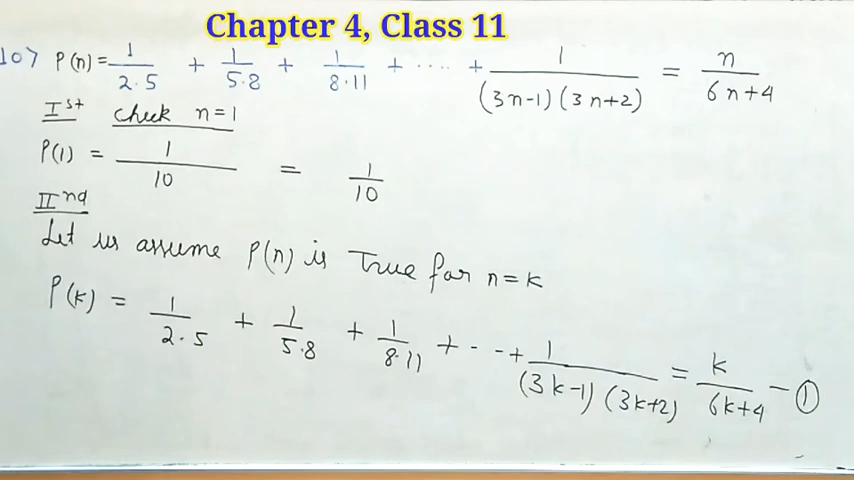 Chapter 4, Class 11
10> P(n)= 1/2·5 + 1/5·8 + 1/8·11 + ···· + 1/(3n-1)(3n+2) = n/6n+4
Ist check n=1
P(1) = 1/10 = 1/10
IInd
Let us assume P(n) is True for n=k
P(k) = 1/2·5 + 1/5·8 + 1/8·11 + ···+ 1/(3k-1)(3k+2) = k/6k+4 - ①